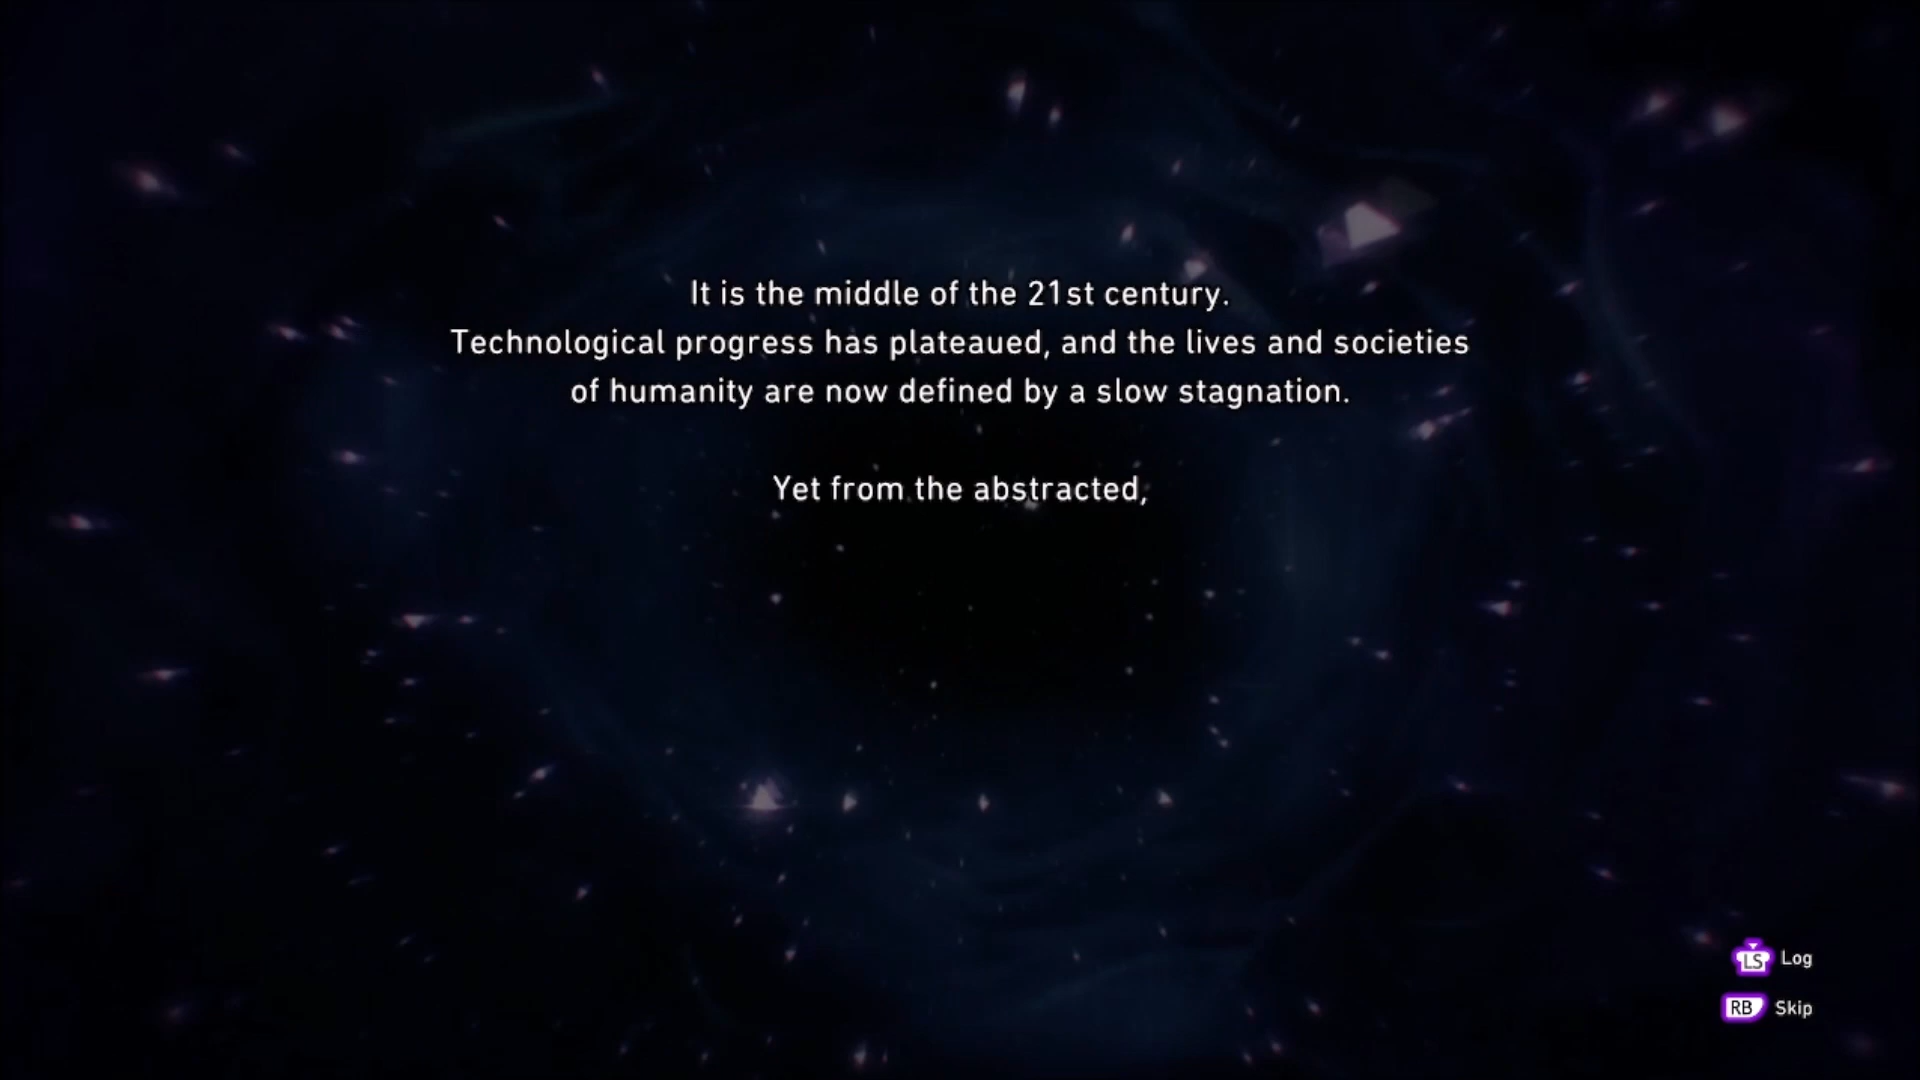 It is the middle of the 21st century.
Technological progress has plateaued, and the lives and societies
of humanity are now defined by a slow stagnation.
Yet from the abstracted,
LS Log
RB Skip